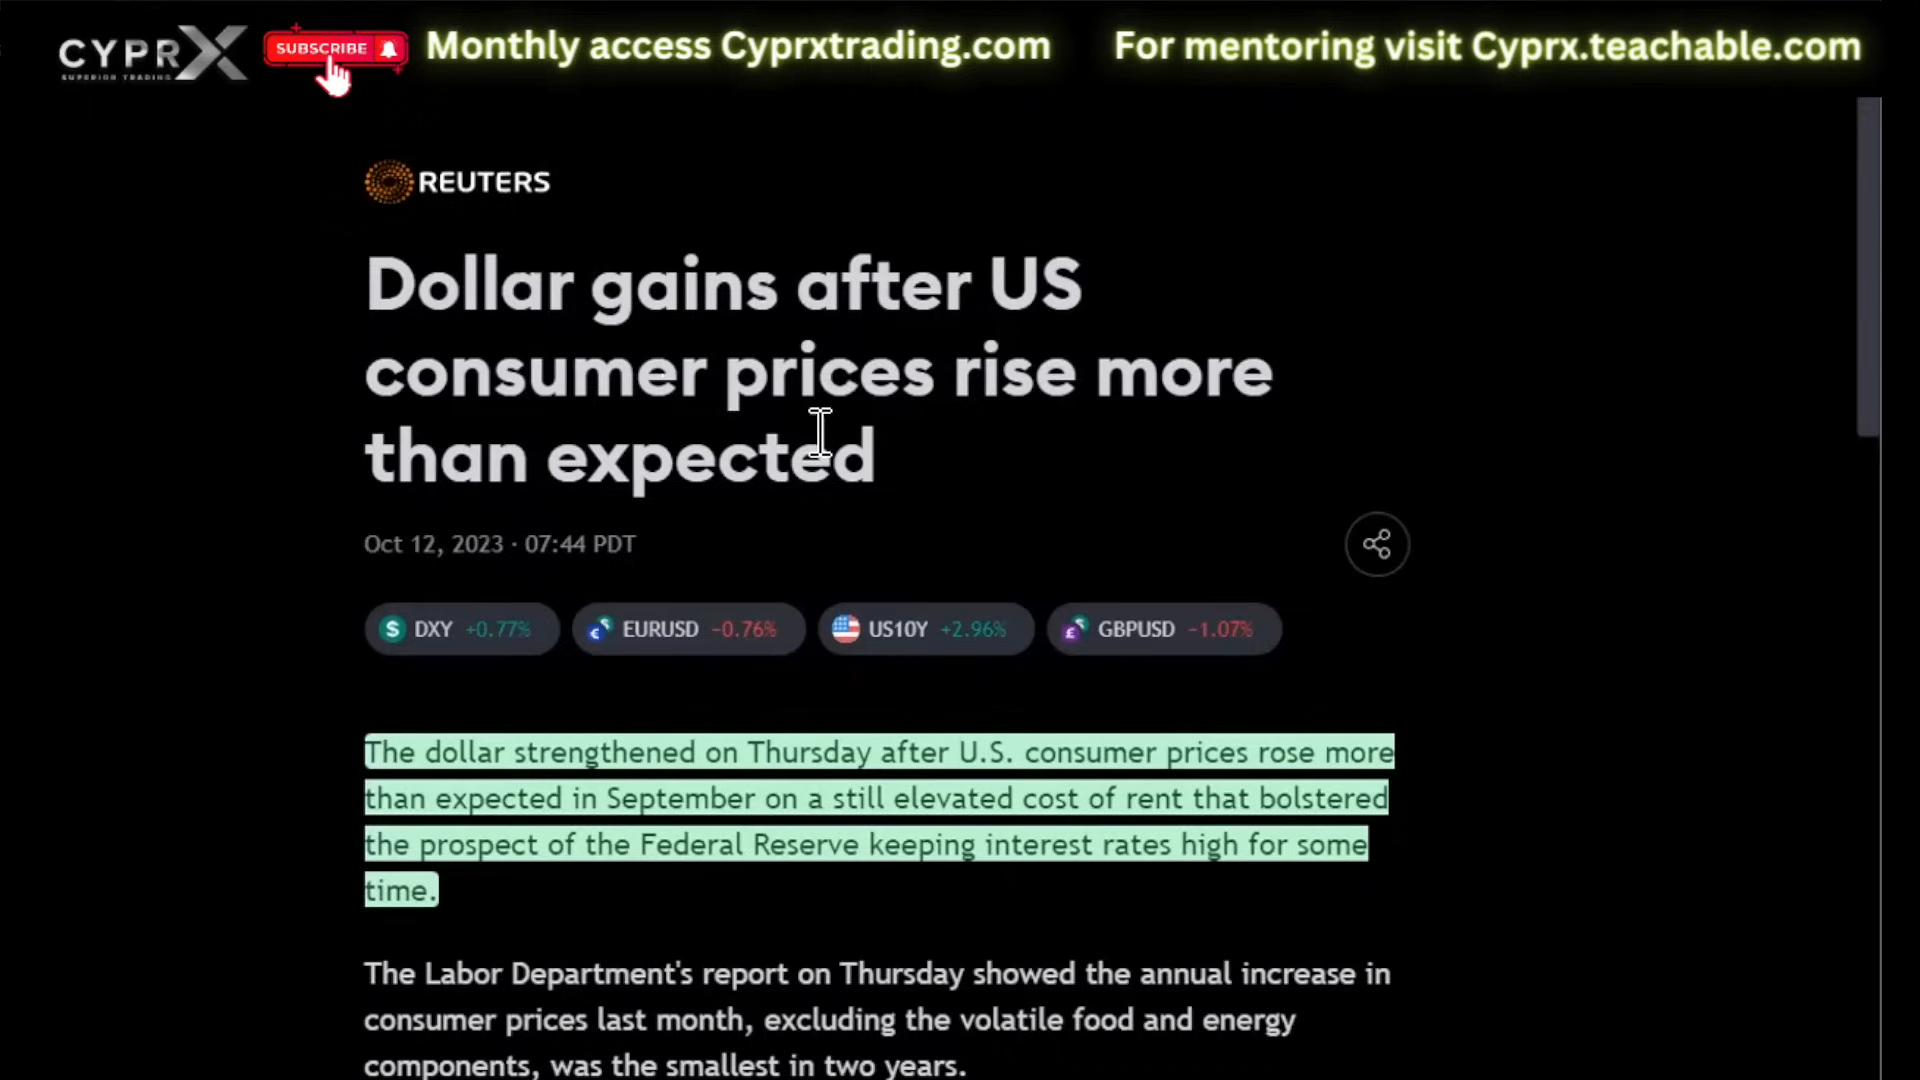 CYPRX
SUPERIOR TRADING
SUBSCRIBE
Monthly access Cyprxtrading.com
For mentoring visit Cyprx.teachable.com
REUTERS
Dollar gains after US
consumer prices rise more
than expected
Oct 12, 2023 · 07:44 PDT
DXY +0.77%
EURUSD −0.76%
US10Y +2.96%
GBPUSD −1.07%
The dollar strengthened on Thursday after U.S. consumer prices rose more
than expected in September on a still elevated cost of rent that bolstered
the prospect of the Federal Reserve keeping interest rates high for some
time.
The Labor Department's report on Thursday showed the annual increase in
consumer prices last month, excluding the volatile food and energy
components, was the smallest in two years.